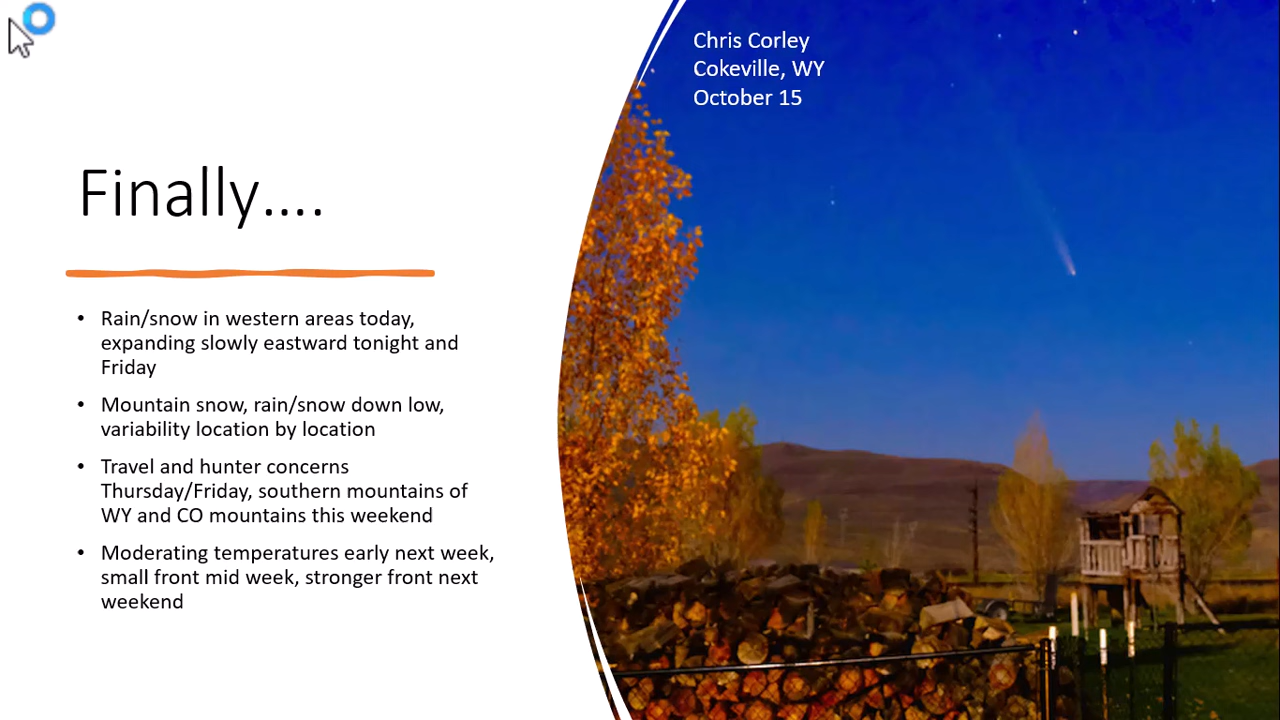 Chris Corley
Cokeville, WY
October 15
Finally….
• Rain/snow in western areas today,
expanding slowly eastward tonight and
Friday
• Mountain snow, rain/snow down low,
variability location by location
• Travel and hunter concerns
Thursday/Friday, southern mountains of
WY and CO mountains this weekend
• Moderating temperatures early next week,
small front mid week, stronger front next
weekend